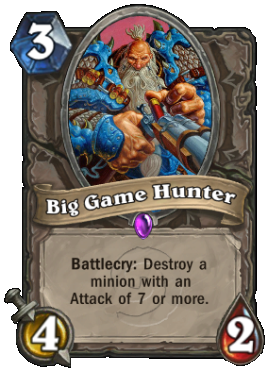 3
Big Game Hunter
Battlecry: Destroy a
minion with an
Attack of 7 or more.
4 2